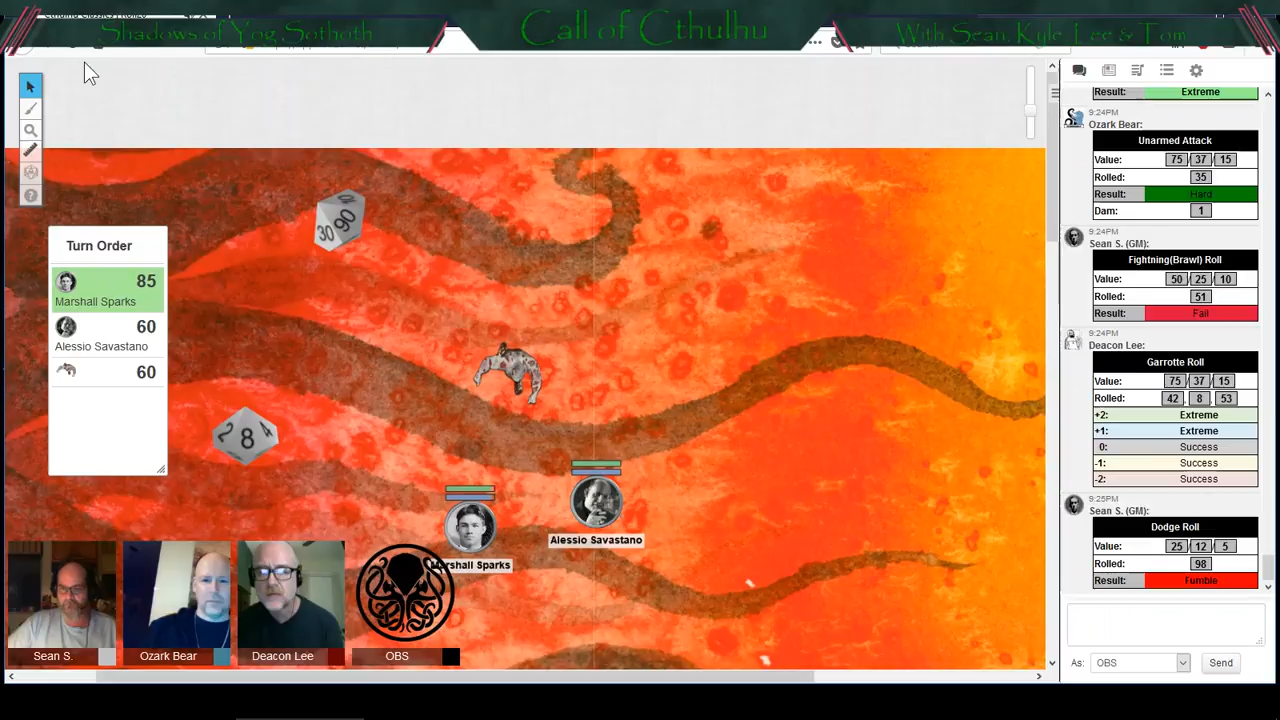 Shadows of Yog Sothoth
Call of Cthulhu
With Sean, Kyle, Lee & Tom
Turn Order
85
Marshall Sparks
60
Alessio Savastano
60
30 90
2 8 4
Alessio Savastano
Sparks
Sean S.
Ozark Bear
Deacon Lee
OBS
Result: Extreme
9:24PM
Ozark Bear:
Unarmed Attack
Value: 75 37 15
Rolled: 35
Result: Hard
Dam: 1
9:24PM
Sean S. (GM):
Fightning(Brawl) Roll
Value: 50 25 10
Rolled: 51
Result: Fail
9:24PM
Deacon Lee:
Garrotte Roll
Value: 75 37 15
Rolled: 42 8 53
+2: Extreme
+1: Extreme
0: Success
-1: Success
-2: Success
9:25PM
Sean S. (GM):
Dodge Roll
Value: 25 12 5
Rolled: 98
Result: Fumble
As: OBS Send